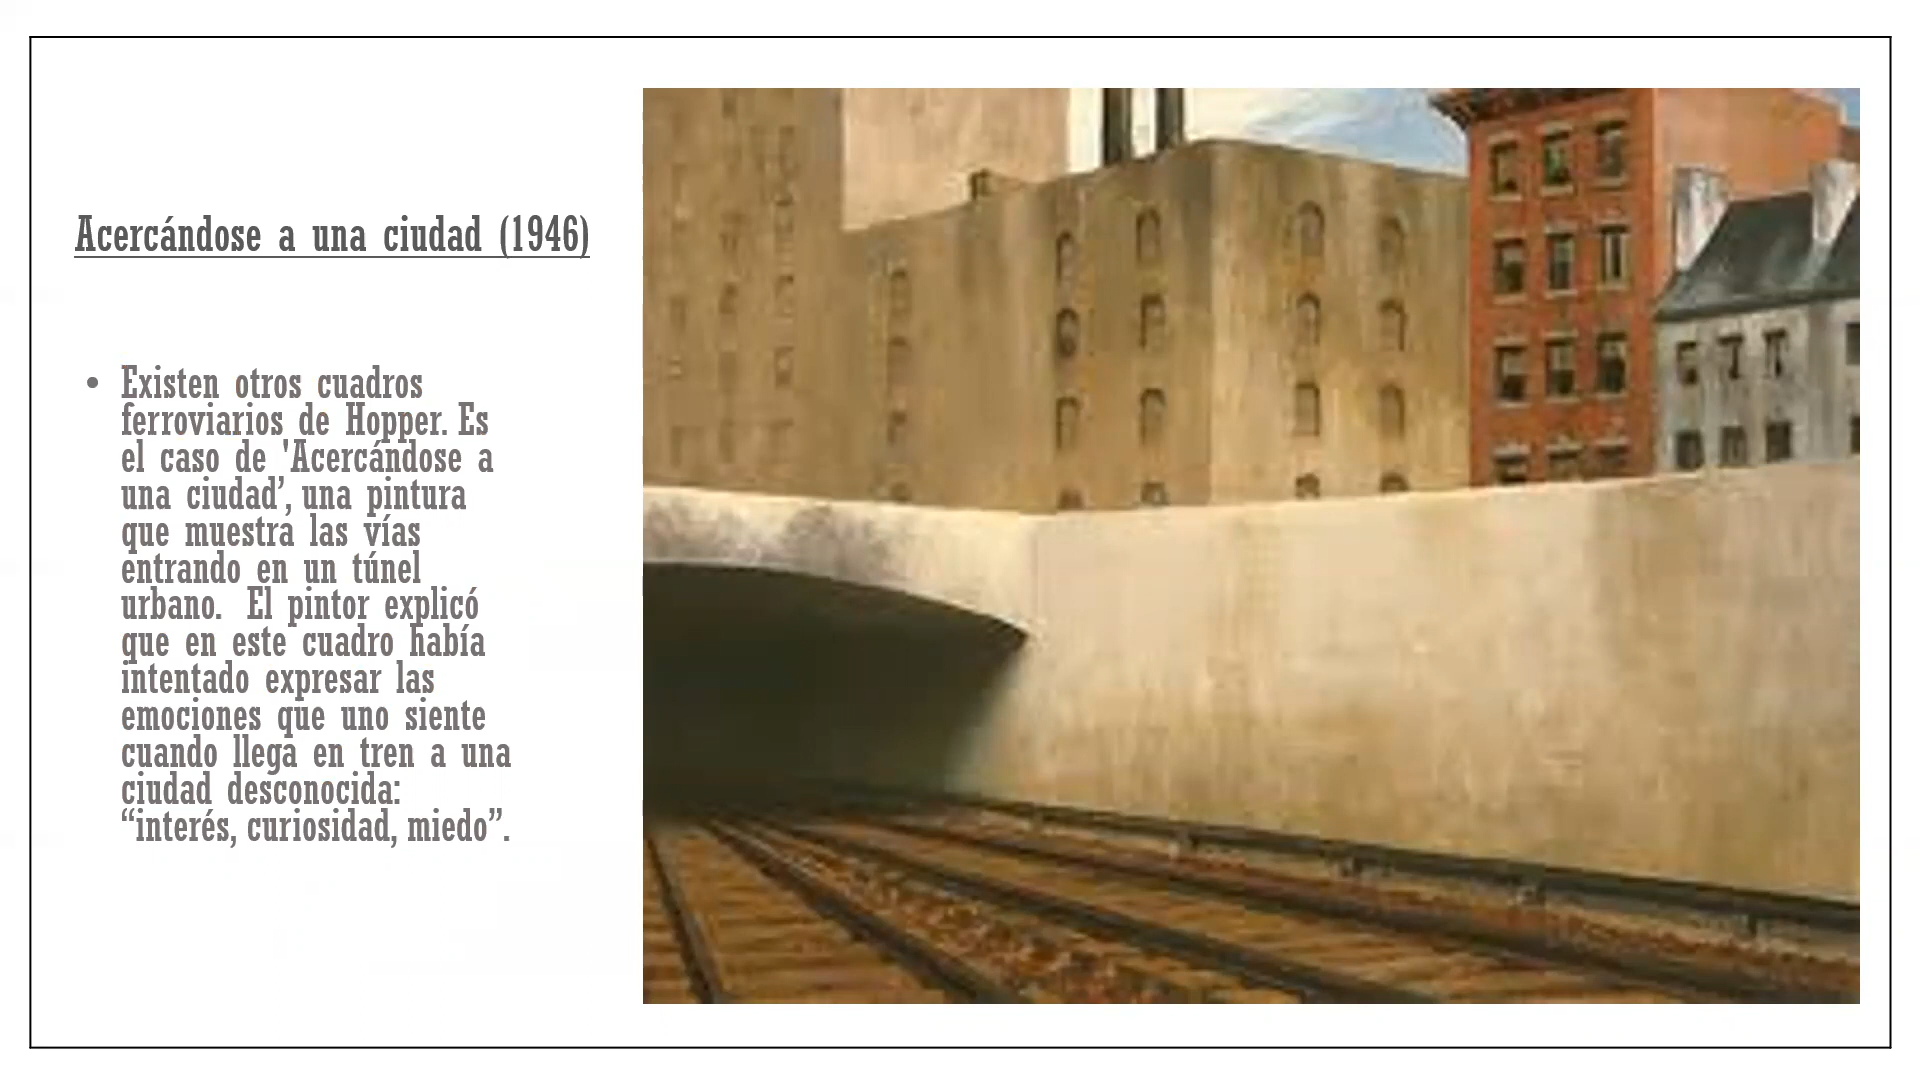 Acercándose a una ciudad (1946)
• Existen otros cuadros
ferroviarios de Hopper. Es
el caso de 'Acercándose a
una ciudad’, una pintura
que muestra las vías
entrando en un túnel
urbano.  El pintor explicó
que en este cuadro había
intentado expresar las
emociones que uno siente
cuando llega en tren a una
ciudad desconocida:
“interés, curiosidad, miedo”.